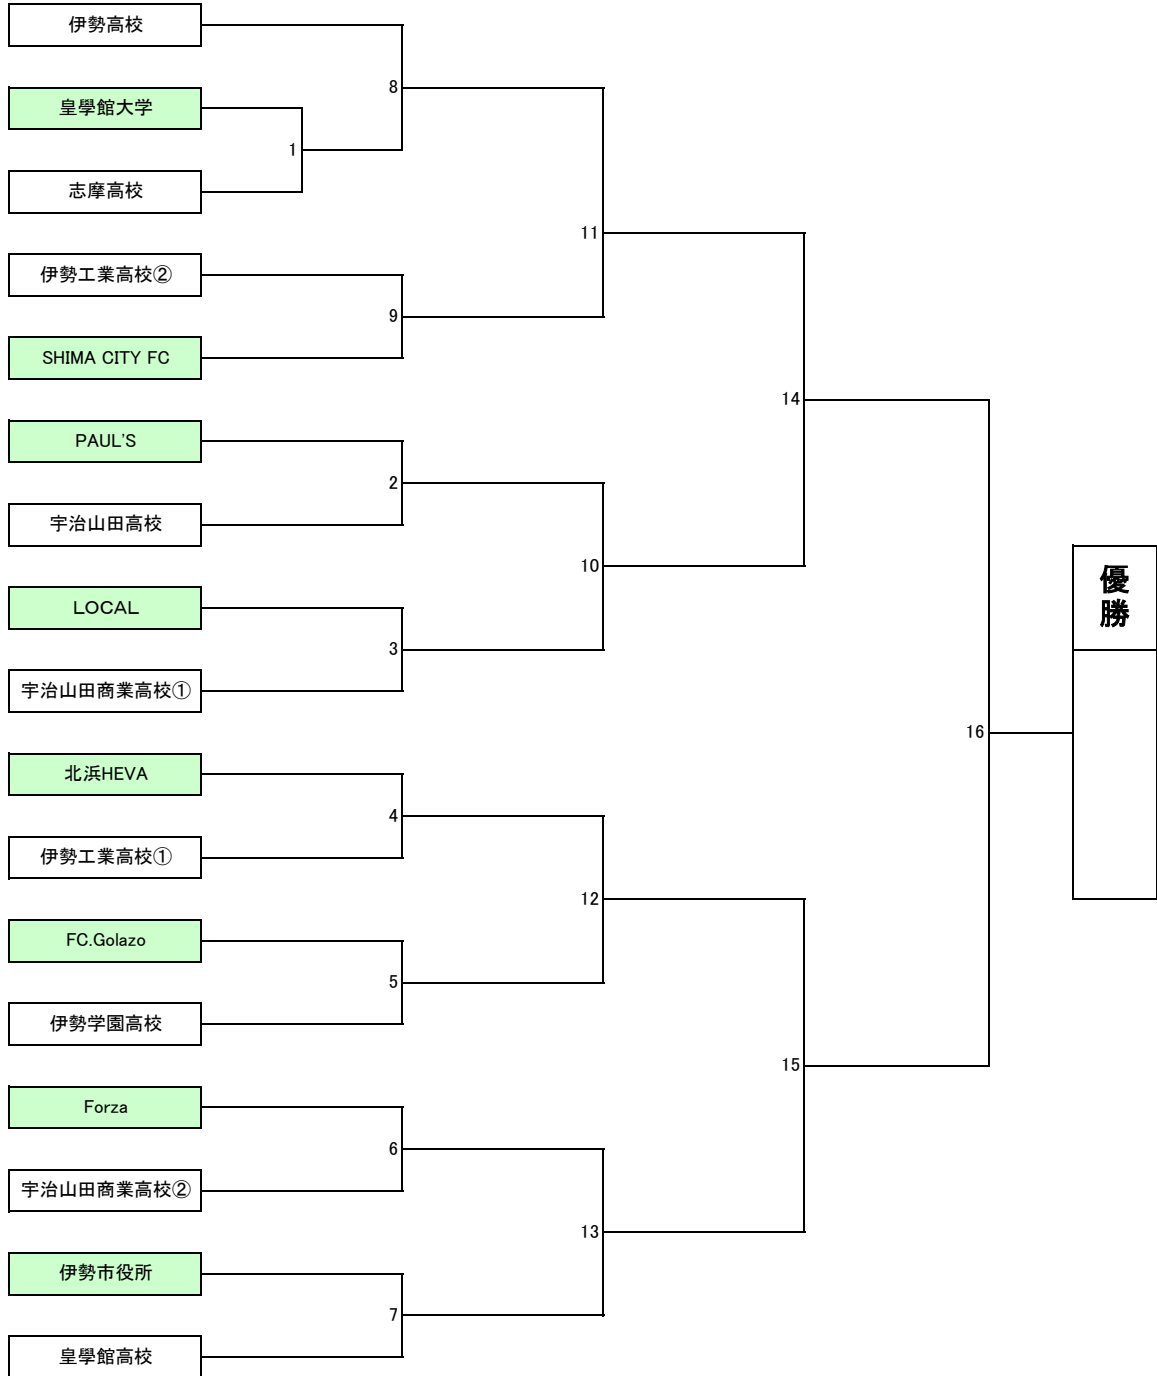 伊勢高校
8
皇學館大学
1
志摩高校
11
伊勢工業高校②
9
SHIMA CITY FC
14
PAUL'S
2
宇治山田高校
10
優
勝
LOCAL
3
宇治山田商業高校①
16
北浜HEVA
4
伊勢工業高校①
12
FC.Golazo
5
伊勢学園高校
15
Forza
6
宇治山田商業高校②
13
伊勢市役所
7
皇學館高校